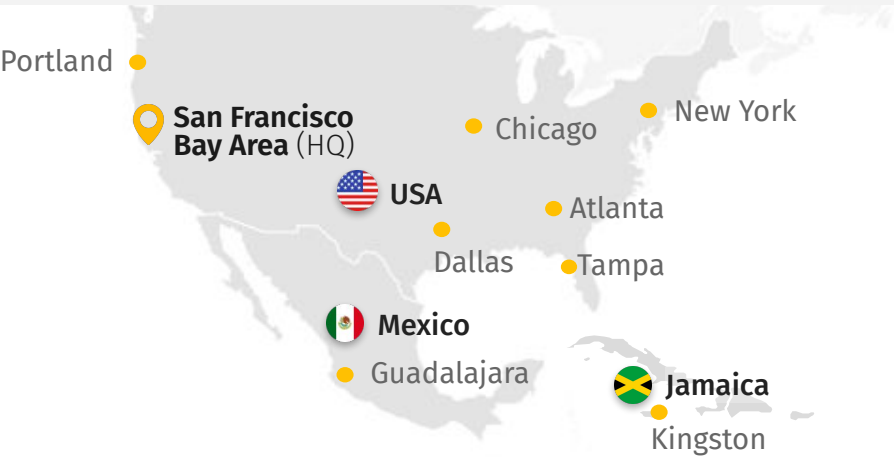 Portland
San Francisco
Bay Area (HQ)
Chicago
New York
USA
Atlanta
Dallas
Tampa
Mexico
Guadalajara
Jamaica
Kingston